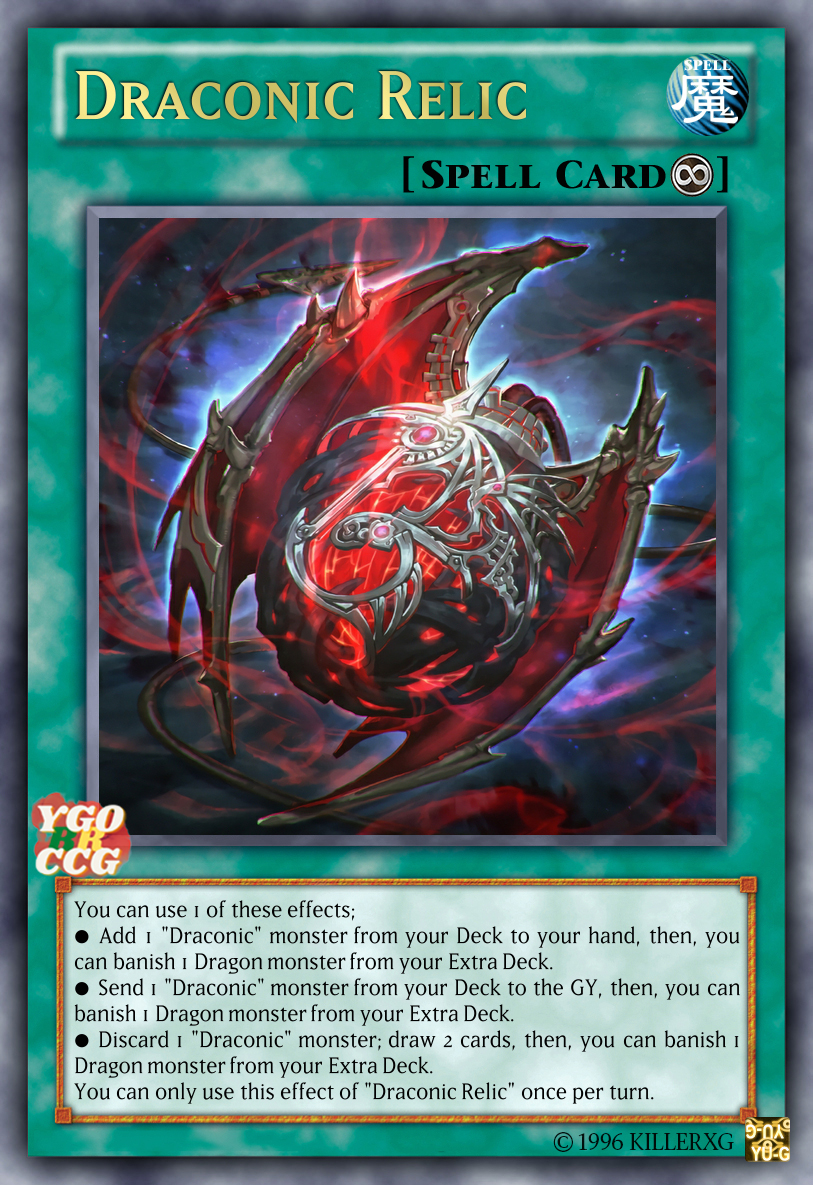 Draconic Relic
SPELL
魔
[Spell Card]
YGO
CCG
You can use 1 of these effects;
● Add 1 "Draconic" monster from your Deck to your hand, then, you
can banish 1 Dragon monster from your Extra Deck.
● Send 1 "Draconic" monster from your Deck to the GY, then, you can
banish 1 Dragon monster from your Extra Deck.
● Discard 1 "Draconic" monster; draw 2 cards, then, you can banish 1
Dragon monster from your Extra Deck.
You can only use this effect of "Draconic Relic" once per turn.
© 1996 KILLERXG